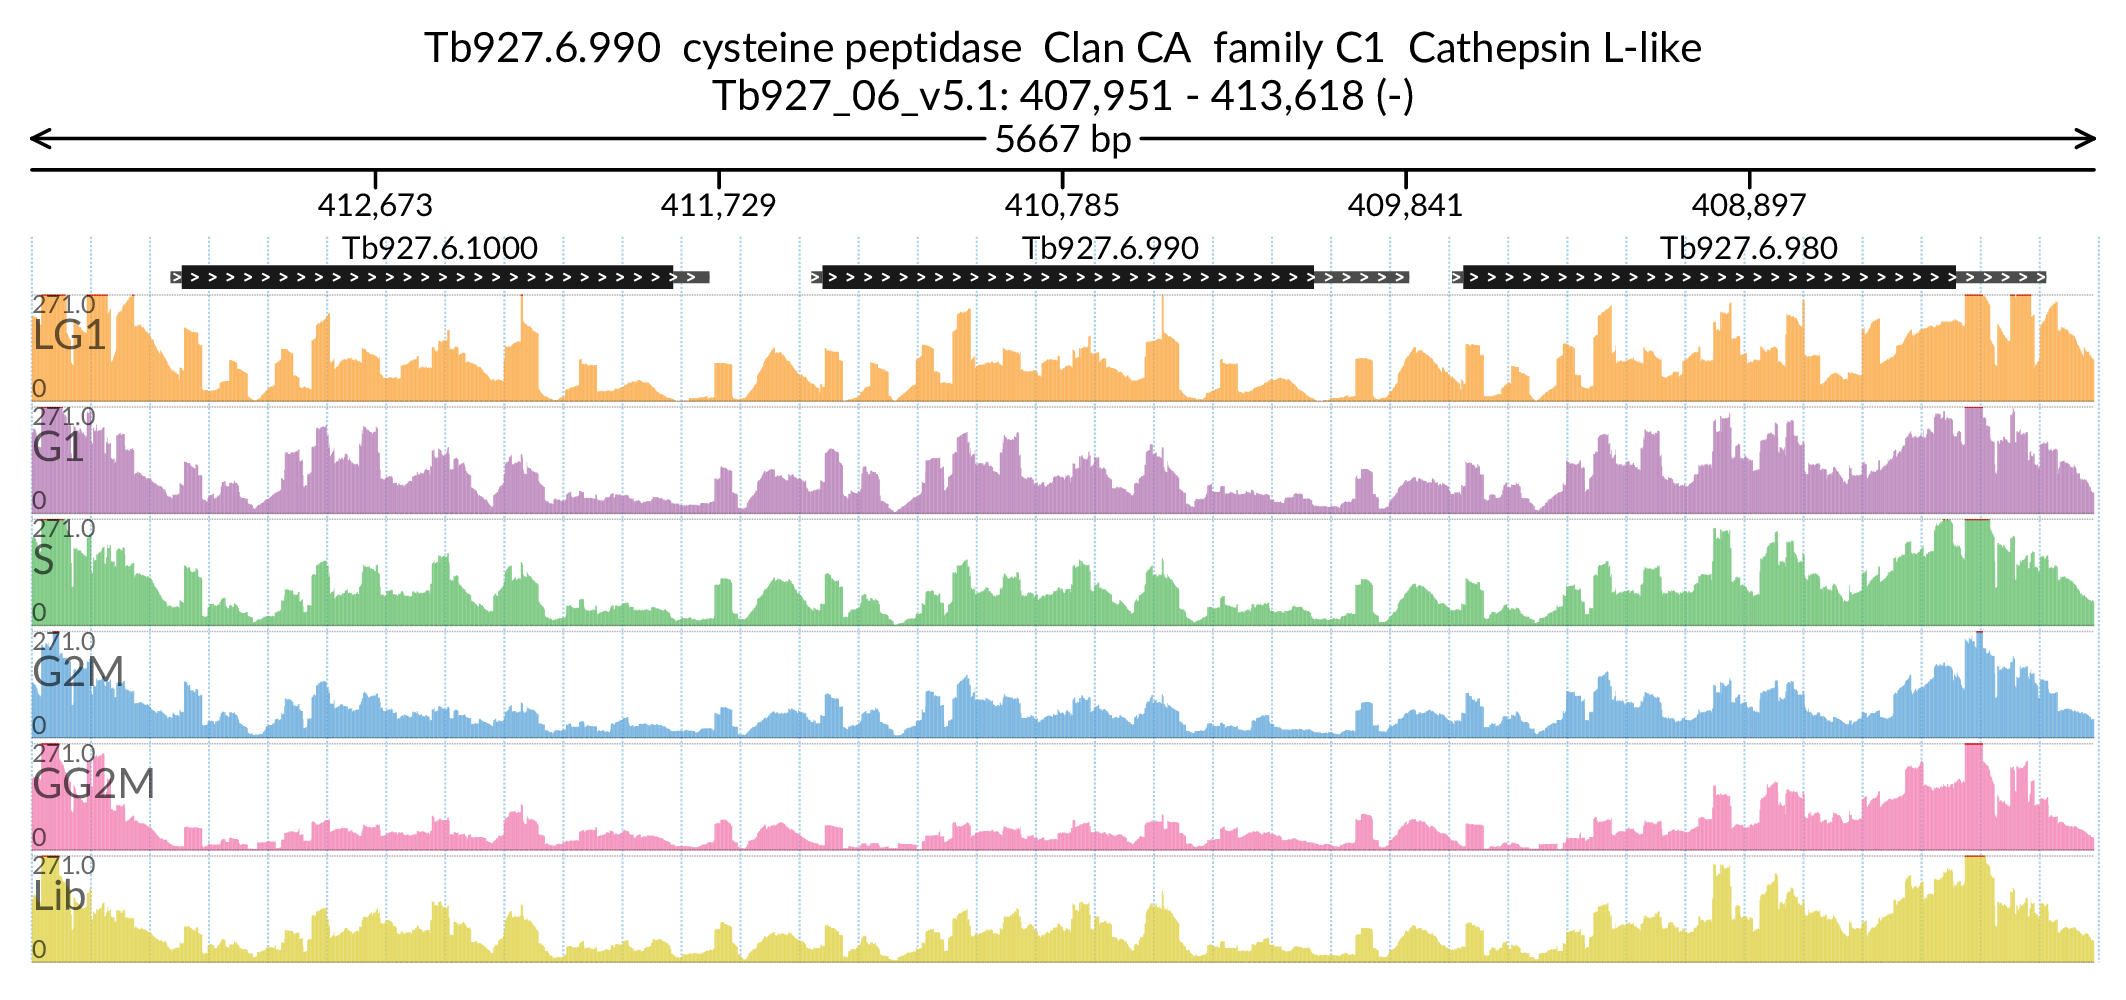 Tb927.6.990 cysteine peptidase Clan CA family C1 Cathepsin L-like
Tb927_06_v5.1: 407,951 - 413,618 (-)
5667 bp
412,673 411,729 410,785 409,841 408,897
Tb927.6.1000 Tb927.6.990 Tb927.6.980
271.0
LG1
0
271.0
G1
0
271.0
S
0
271.0
G2M
0
271.0
GG2M
0
271.0
Lib
0